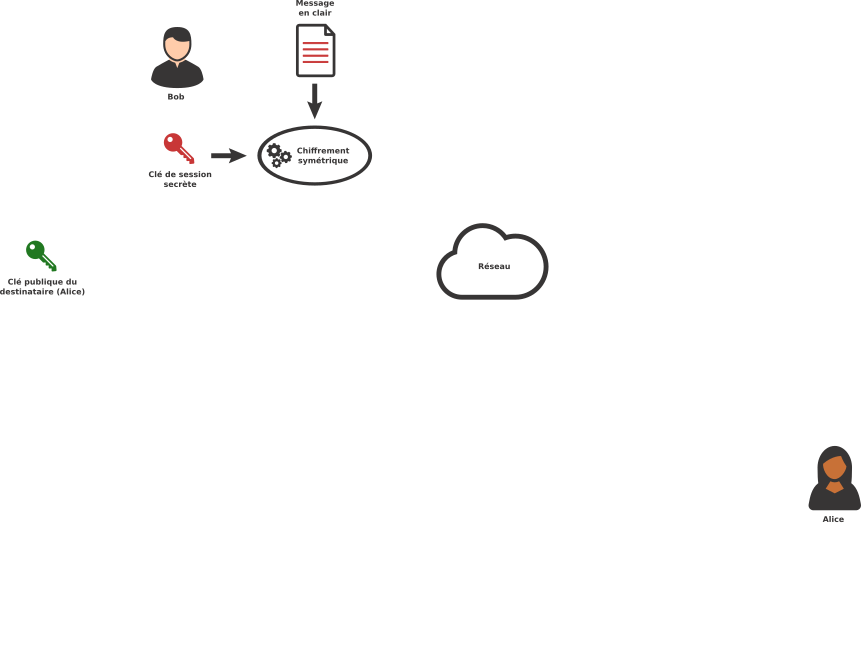 Message
en clair
Bob
Chiffrement
symétrique
Clé de session
secrète
Réseau
Clé publique du
destinataire (Alice)
Alice